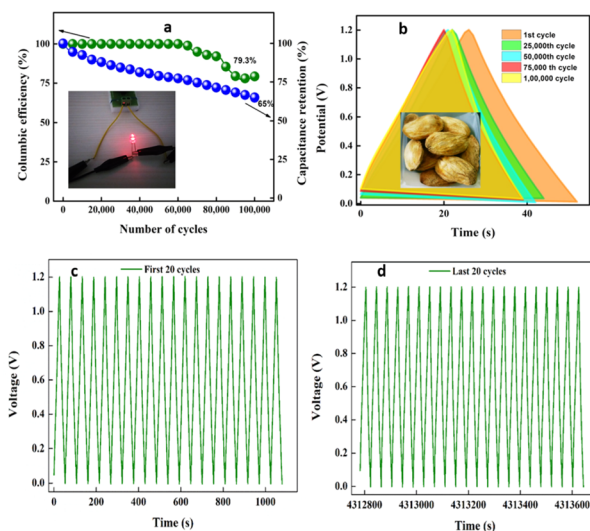 a
Columbic efficiency (%)
100
75
50
25
0
79.3%
65%
100
75
50
25
0
Capacitance retention (%)
0
20,000
40,000
60,000
80,000
100,000
Number of cycles
b
Potential (V)
1.2
1.0
0.8
0.6
0.4
0.2
0.0
1st cycle
25,000th cycle
50,000th cycle
75,000 th cycle
1,00,000 cycle
0
20
40
Time (s)
c
First 20 cycles
Voltage (V)
1.2
1.0
0.8
0.6
0.4
0.2
0.0
0
200
400
600
800
1000
Time (s)
d
Last 20 cycles
Voltage (V)
1.2
1.0
0.8
0.6
0.4
0.2
0.0
4312800
4313000
4313200
4313400
4313600
Time (s)